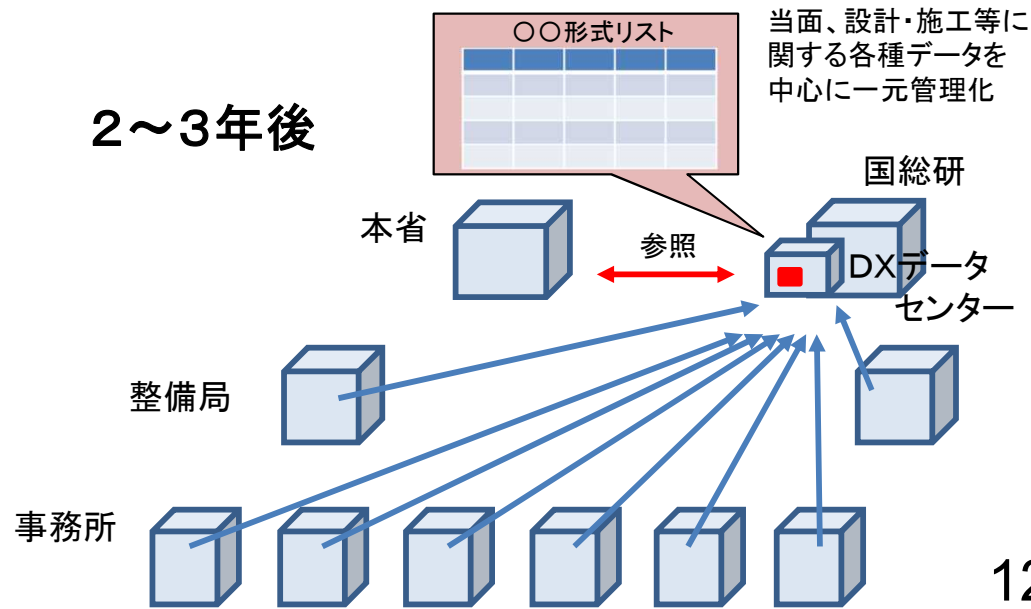 ２～３年後
〇〇形式リスト
当面、設計・施工等に
関する各種データを
中心に一元管理化
国総研
本省
参照
DXデータ
センター
整備局
事務所
12